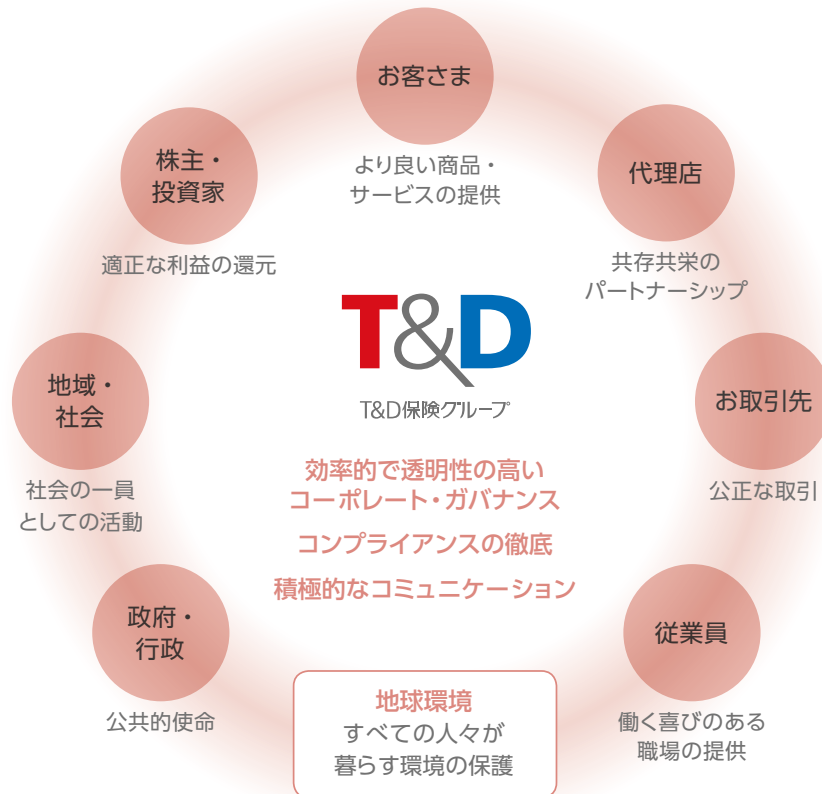 お客さま
より良い商品・
サービスの提供
株主・
投資家
適正な利益の還元
代理店
共存共栄の
パートナーシップ
T&D
T&D保険グループ
地域・
社会
社会の一員
としての活動
お取引先
公正な取引
効率的で透明性の高い
コーポレート・ガバナンス
コンプライアンスの徹底
積極的なコミュニケーション
政府・
行政
公共的使命
従業員
働く喜びのある
職場の提供
地球環境
すべての人々が
暮らす環境の保護